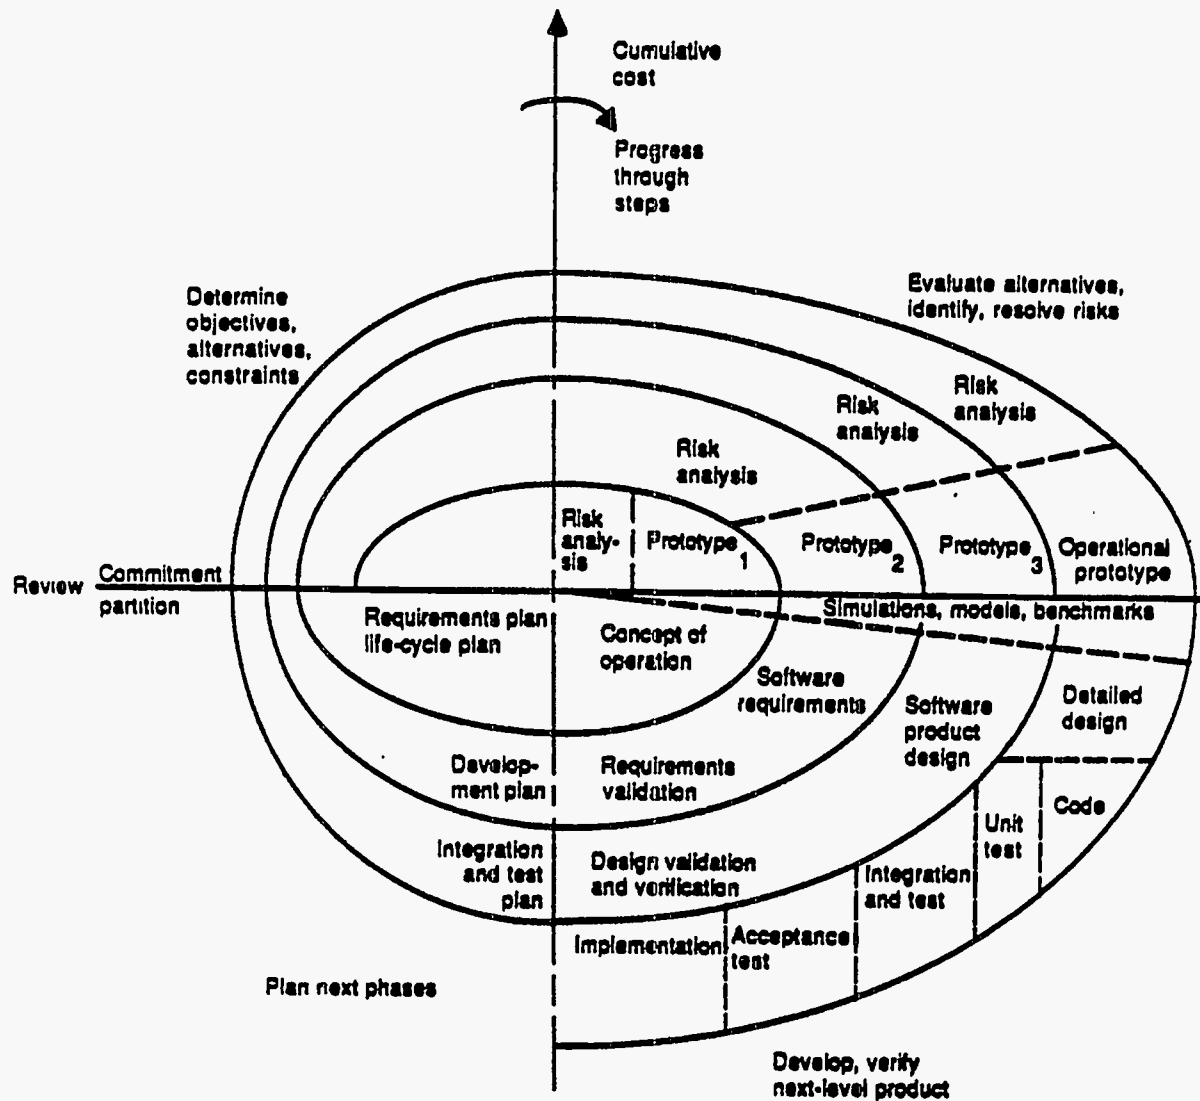 Cumulative
cost
Progress
through
steps
Determine
objectives,
alternatives,
constraints
Evaluate alternatives,
identify, resolve risks
Risk
analysis
Risk
analysis
Risk
analysis
Risk
analy-
sis
Prototype 1
Prototype 2
Prototype 3
Operational
prototype
Review
Commitment
partition
Simulations, models, benchmarks
Requirements plan
life-cycle plan
Concept of
operation
Software
requirements
Software
product
design
Detailed
design
Develop-
ment plan
Requirements
validation
Code
Unit
test
Integration
and test
plan
Design validation
and verification
Integration
and test
Implementation
Acceptance
test
Plan next phases
Develop, verify
next-level product